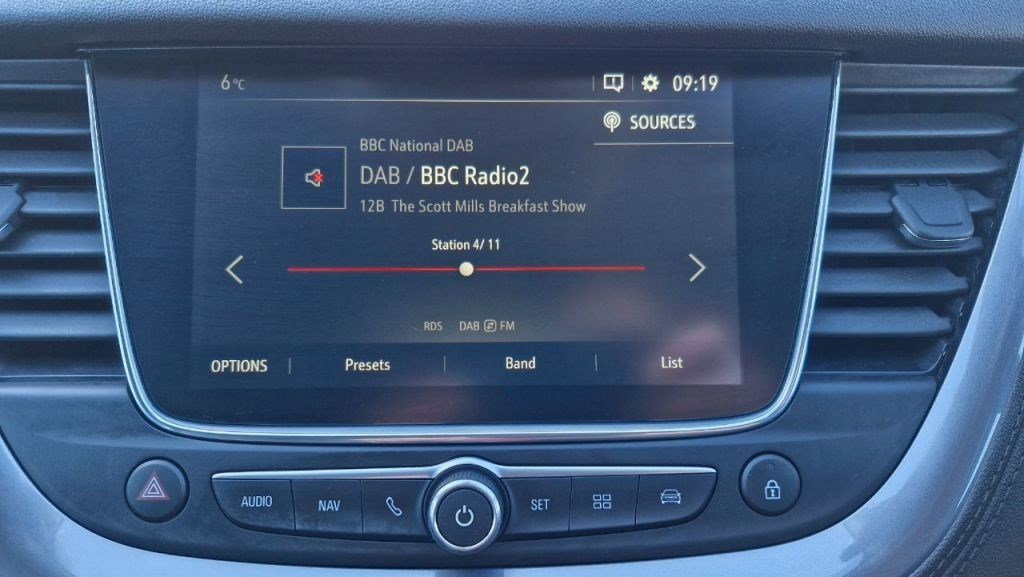 6 °C
09:19
SOURCES
BBC National DAB
DAB / BBC Radio2
12B The Scott Mills Breakfast Show
Station 4/ 11
RDS DAB FM
OPTIONS Presets Band List
AUDIO NAV SET